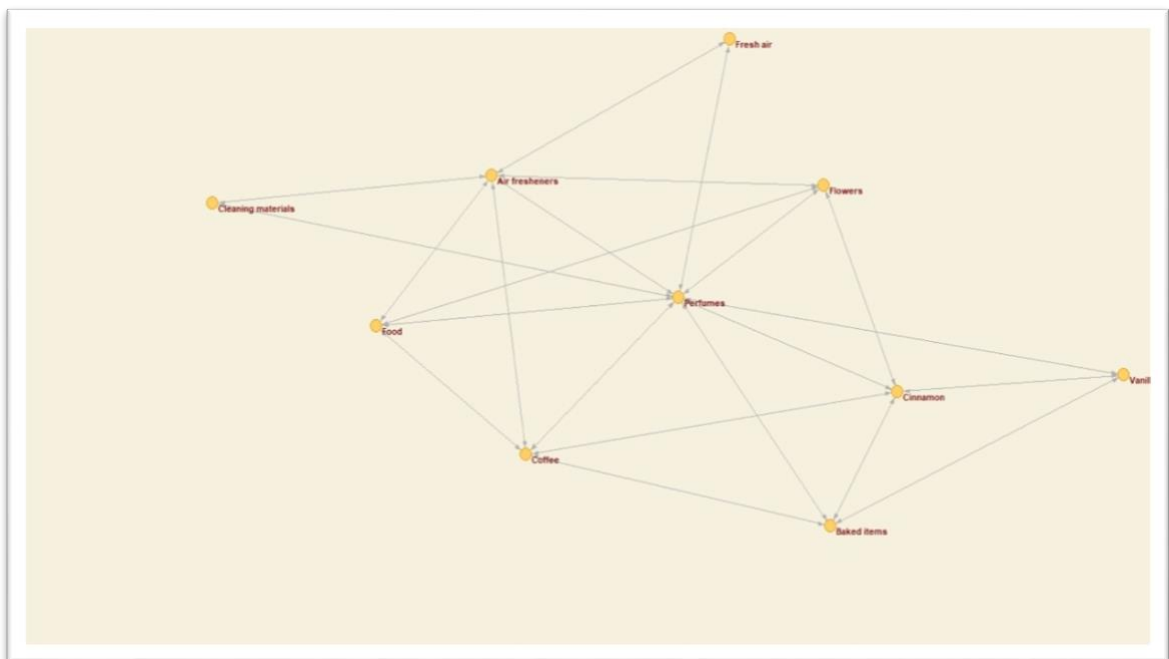 Fresh air
Air fresheners
Flowers
Cleaning materials
Perfumes
Food
Vanil
Cinnamon
Coffee
Baked items